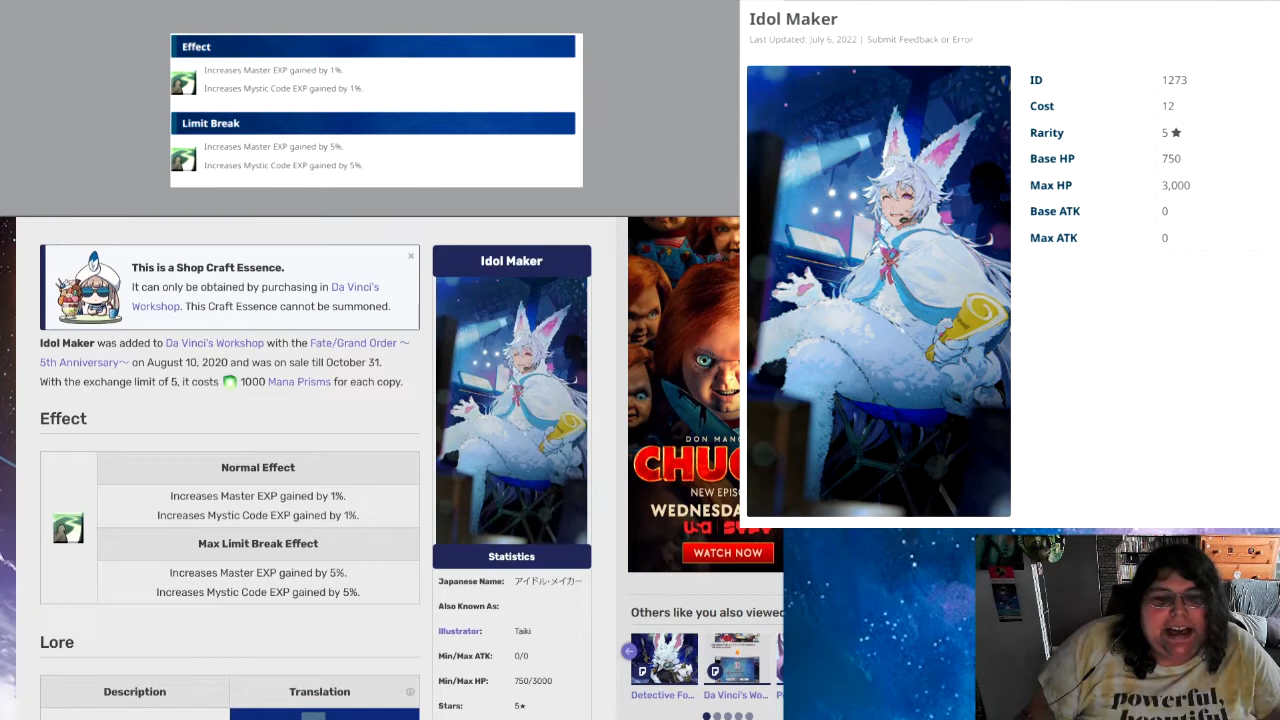 Effect
Increases Master EXP gained by 1%.
Increases Mystic Code EXP gained by 1%.
Limit Break
Increases Master EXP gained by 5%.
Increases Mystic Code EXP gained by 5%.
Idol Maker
Last Updated: July 6, 2022 | Submit Feedback or Error
ID 1273
Cost 12
Rarity 5 ★
Base HP 750
Max HP 3,000
Base ATK 0
Max ATK 0
This is a Shop Craft Essence.
It can only be obtained by purchasing in Da Vinci's
Workshop. This Craft Essence cannot be summoned.
Idol Maker was added to Da Vinci's Workshop with the Fate/Grand Order ～
5th Anniversary～ on August 10, 2020 and was on sale till October 31.
With the exchange limit of 5, it costs 1000 Mana Prisms for each copy.
Effect
Normal Effect
Increases Master EXP gained by 1%.
Increases Mystic Code EXP gained by 1%.
Max Limit Break Effect
Increases Master EXP gained by 5%.
Increases Mystic Code EXP gained by 5%.
Lore
Description Translation
Idol Maker
Statistics
Japanese Name: アイドル・メイカー
Also Known As:
Illustrator: Taiki
Min/Max ATK: 0/0
Min/Max HP: 750/3000
Stars: 5★
DON MANC
CHUC
NEW EPIS
WEDNESDA
usa SYFY
WATCH NOW
Others like you also viewed
Detective Fo...
Da Vinci's Wo...
P
powerful,
beautiful